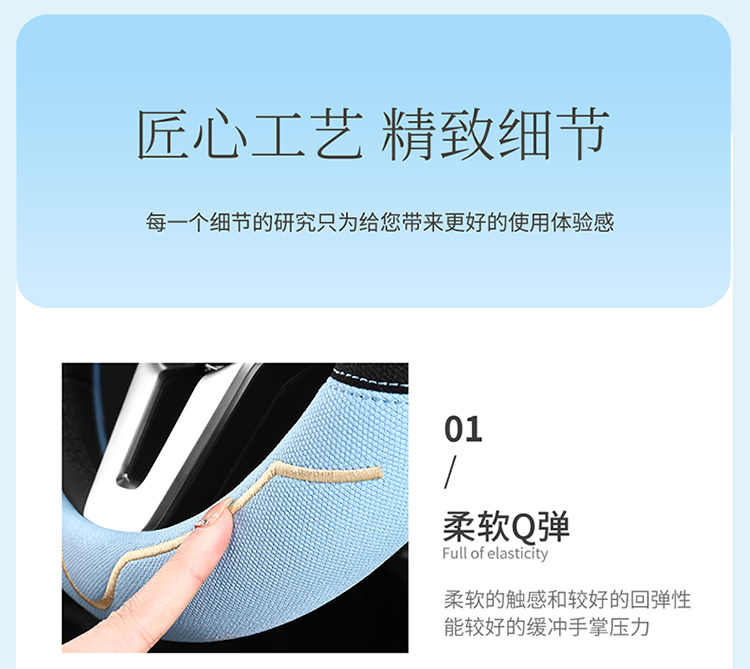 匠心工艺 精致细节
每一个细节的研究只为给您带来更好的使用体验感
01
/
柔软Q弹
Full of elasticity
柔软的触感和较好的回弹性
能较好的缓冲手掌压力